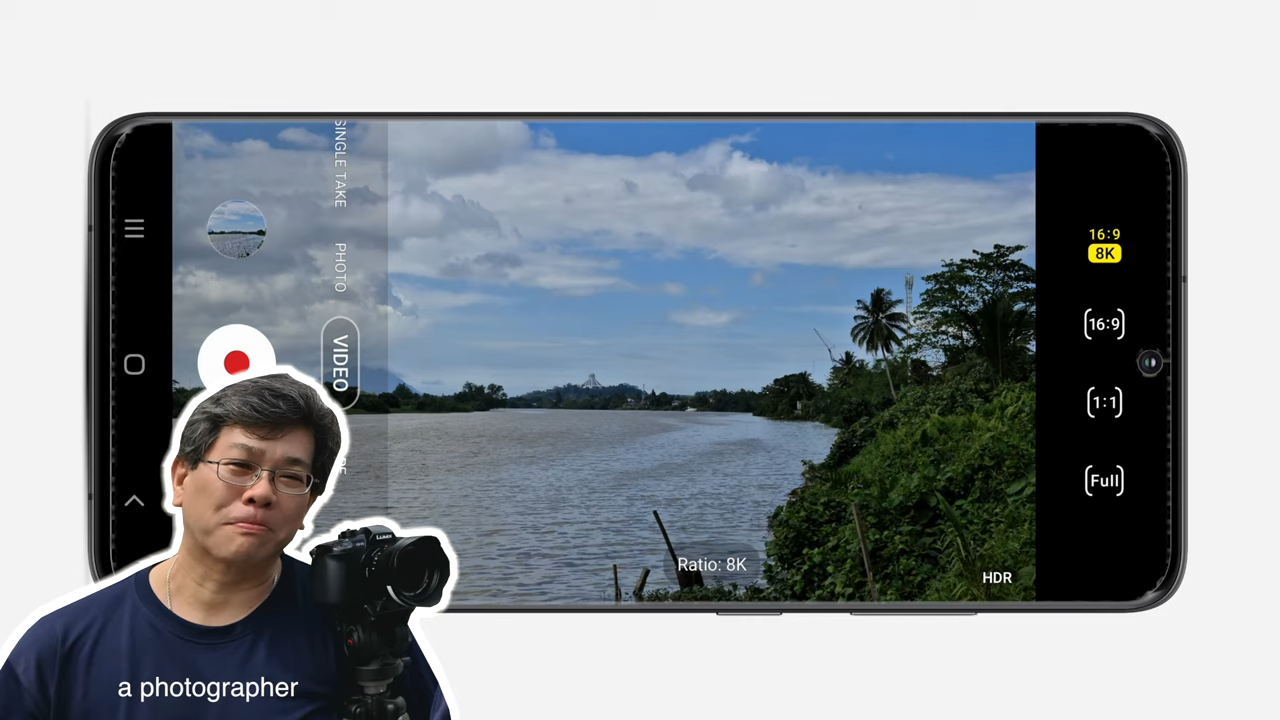 SINGLE TAKE
PHOTO
VIDEO
16:9
8K
16:9
1:1
Full
Ratio: 8K
HDR
LUMIX
a photographer